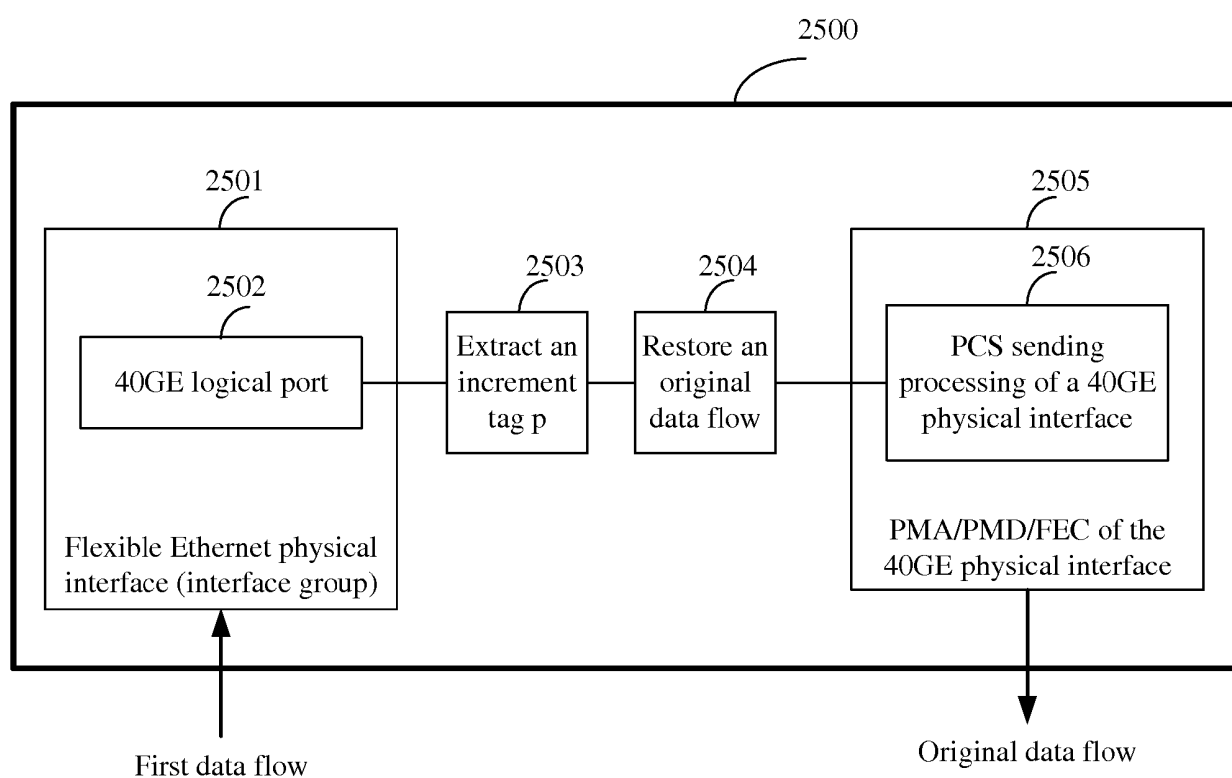 2500
2501
2505
2502
2503
2504
2506
40GE logical port
Extract an
increment
tag p
Restore an
original
data flow
PCS sending
processing of a 40GE
physical interface
Flexible Ethernet physical
interface (interface group)
PMA/PMD/FEC of the
40GE physical interface
First data flow
Original data flow